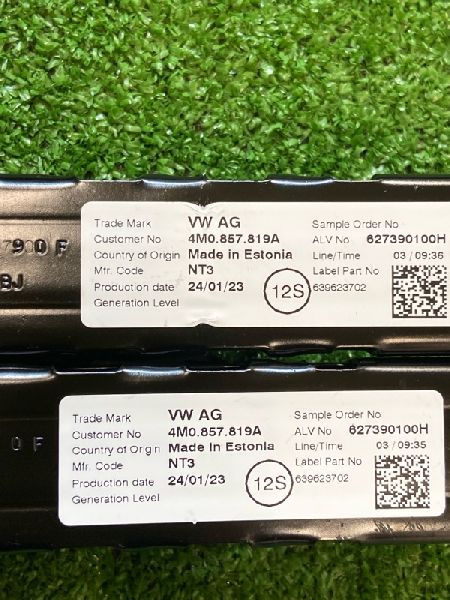 790F
BJ
Trade Mark VW AG
Customer No 4M0.857.819A
Country of Origin Made in Estonia
Mfr. Code NT3
Production date 24/01/23
Generation Level
12S
Sample Order No
ALV No 627390100H
Line/Time 03 / 09:36
Label Part No
639623702
0 F
Trade Mark VW AG
Customer No 4M0.857.819A
Country of Origin Made in Estonia
Mfr. Code NT3
Production date 24/01/23
Generation Level
12S
Sample Order No
ALV No 627390100H
Line/Time 03 / 09:35
Label Part No
639623702